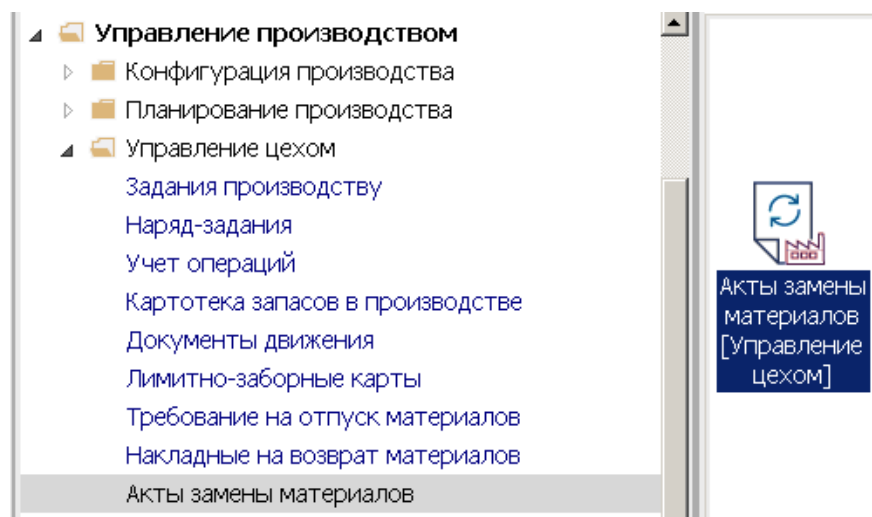 Управление производством
Конфигурация производства
Планирование производства
Управление цехом
Задания производству
Наряд-задания
Учет операций
Картотека запасов в производстве
Документы движения
Лимитно-заборные карты
Требование на отпуск материалов
Накладные на возврат материалов
Акты замены материалов
Акты замены
материалов
[Управление
цехом]